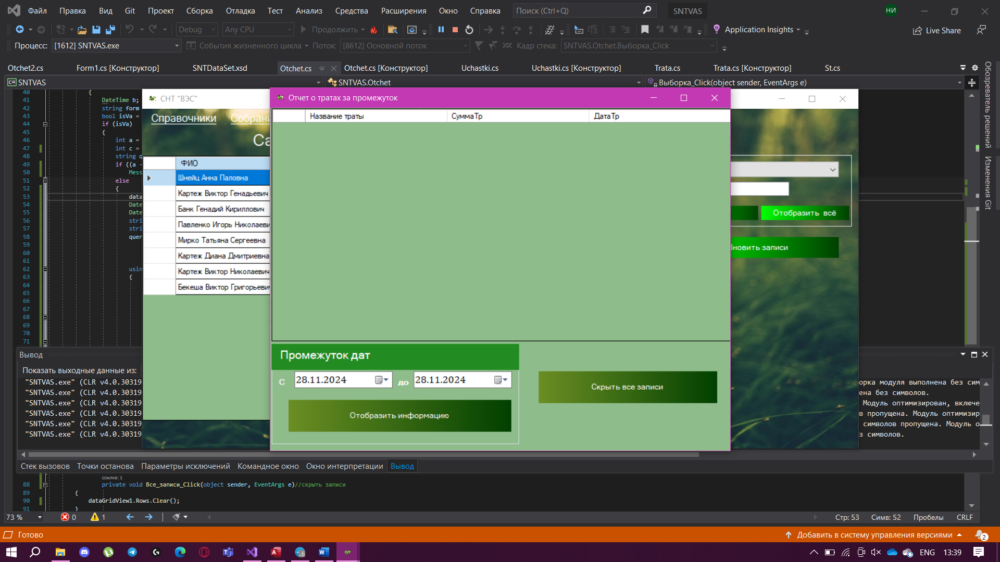 Файл Правка Вид Git Проект Сборка Отладка Тест Анализ Средства Расширения Окно Справка Поиск (Ctrl+Q) SNTVAS НИ
Debug Any CPU Продолжить Application Insights Live Share
Процесс: [1612] SNTVAS.exe События жизненного цикла Поток: [8612] Основной поток Кадр стека: SNTVAS.Otchet.Выборка_Click
Otchet2.cs Form1.cs [Конструктор] SNTDataSet.xsd Otchet.cs Otchet.cs [Конструктор] Uchastki.cs Uchastki.cs [Конструктор] Trata.cs Trata.cs [Конструктор] St.cs
C# SNTVAS SNTVAS.Otchet Выборка_Click(object sender, EventArgs e)
Обозреватель решений
Изменения Git
40 {
41 DateTime b;
42 string form
43 bool isVa =
44 if (isVa)
45 {
46 int a =
47 int c =
48 string q
49 if ((a -
50 Mess
51 else
52 {
53 data
54 Date
55 Date
56 stri
57 stri
58 quer
59
60
61
62 usin
63 {
64
65
66
67
68
69
70
71
СНТ "ВЭС"
Справочники Собрани
Са
ФИО
Шнейц Анна Паловна
Картеж Виктор Генадьевич
Банк Генадий Кириллович
Павленко Игорь Николаеви
Мирко Татьяна Сергеевна
Картеж Диана Дмитриевна
Картеж Виктор Николаевич
Бекеша Виктор Григорьевич
Отобразить всё
бновить записи
Отчет о тратах за промежуток
Название траты СуммаТр ДатаТр
Промежуток дат
С 28.11.2024 до 28.11.2024
Отобразить информацию
Скрыть все записи
Вывод
Показать выходные данные из:
"SNTVAS.exe" (CLR v4.0.30319 орка модуля выполнена без сим
"SNTVAS.exe" (CLR v4.0.30319 ена без символов.
"SNTVAS.exe" (CLR v4.0.30319 Модуль оптимизирован, включе
"SNTVAS.exe" (CLR v4.0.30319 в пропущена. Модуль оптимизир
"SNTVAS.exe" (CLR v4.0.30319 символов пропущена. Модуль о
"SNTVAS.exe" (CLR v4.0.30319 з символов.
Стек вызовов Точки останова Параметры исключений Командное окно Окно интерпретации Вывод
ссылка: 1
88 private void Все_записи_Click(object sender, EventArgs e)//скрыть записи
89 {
90 dataGridView1.Rows.Clear();
91 }
73 % 0 1 Стр: 53 Симв: 52 Пробелы CRLF
Готово Добавить в систему управления версиями 2
ENG 13:39